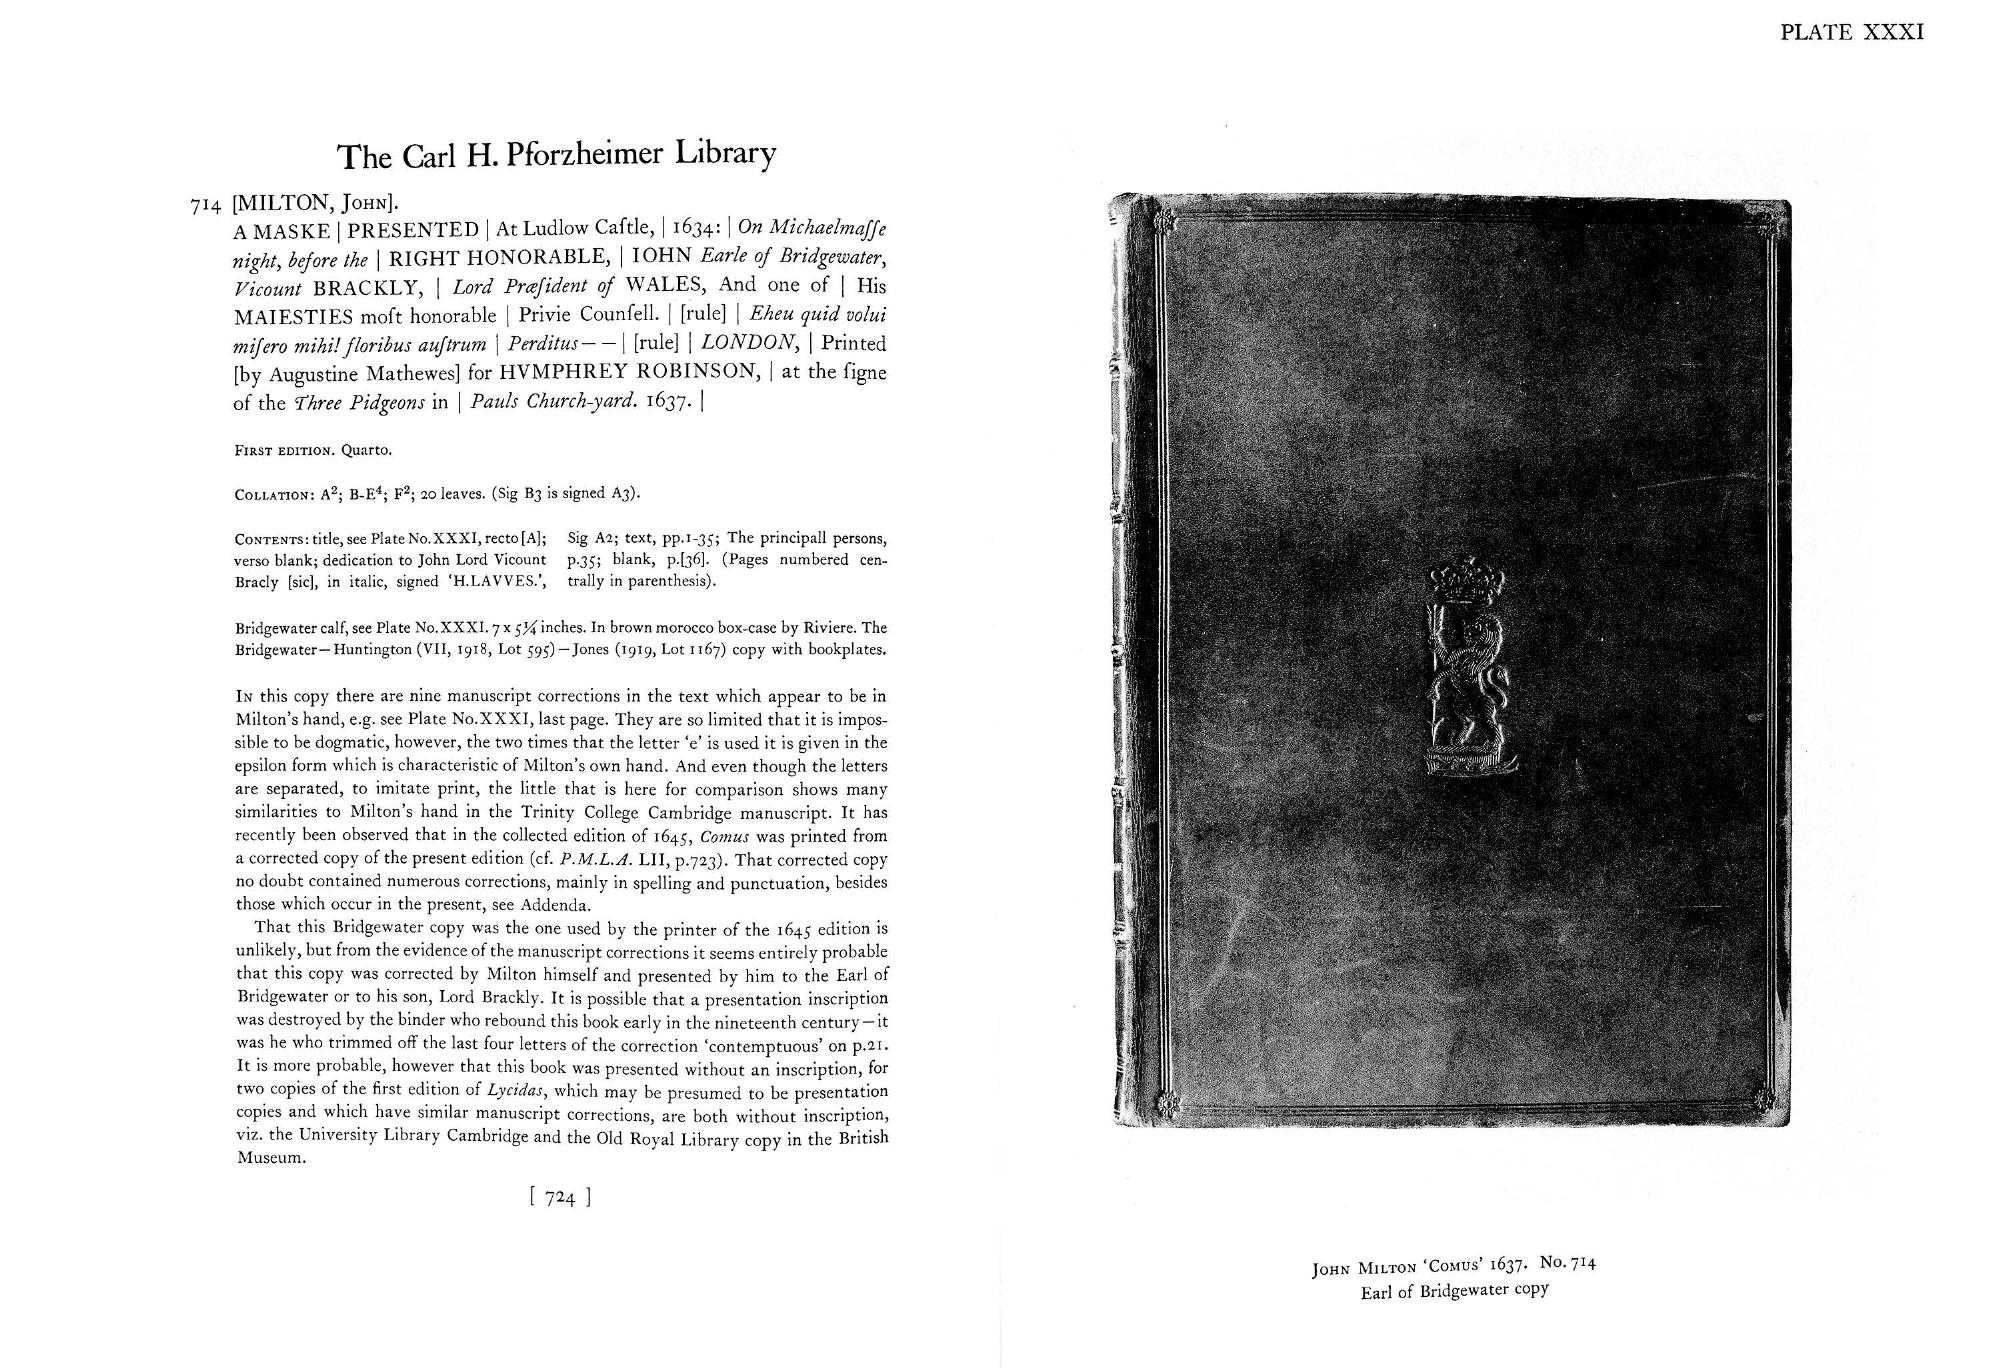 The Carl H. Pforzheimer Library
714 [MILTON, John].
A MASKE | PRESENTED | At Ludlow Caſtle, | 1634: | On Michaelmaſſe
night, before the | RIGHT HONORABLE, | IOHN Earle of Bridgewater,
Vicount BRACKLY, | Lord Præſident of WALES, And one of | His
MAIESTIES moſt honorable | Privie Counſell. | [rule] | Eheu quid volui
miſero mihi! floribus auſtrum | Perditus— — | [rule] | LONDON, | Printed
[by Augustine Mathewes] for HVMPHREY ROBINSON, | at the ſigne
of the Three Pidgeons in | Pauls Church-yard. 1637. |
First edition. Quarto.
Collation: A²; B-E⁴; F²; 20 leaves. (Sig B3 is signed A3).
Contents: title, see Plate No.XXXI, recto [A];
verso blank; dedication to John Lord Vicount
Bracly [sic], in italic, signed ‘H.LAVVES.’,
Sig A2; text, pp.1-35; The principall persons,
p.35; blank, p.[36]. (Pages numbered cen-
trally in parenthesis).
Bridgewater calf, see Plate No.XXXI. 7 x 5¼ inches. In brown morocco box-case by Riviere. The
Bridgewater—Huntington (VII, 1918, Lot 595)—Jones (1919, Lot 1167) copy with bookplates.
In this copy there are nine manuscript corrections in the text which appear to be in
Milton’s hand, e.g. see Plate No.XXXI, last page. They are so limited that it is impos-
sible to be dogmatic, however, the two times that the letter ‘e’ is used it is given in the
epsilon form which is characteristic of Milton’s own hand. And even though the letters
are separated, to imitate print, the little that is here for comparison shows many
similarities to Milton’s hand in the Trinity College Cambridge manuscript. It has
recently been observed that in the collected edition of 1645, Comus was printed from
a corrected copy of the present edition (cf. P.M.L.A. LII, p.723). That corrected copy
no doubt contained numerous corrections, mainly in spelling and punctuation, besides
those which occur in the present, see Addenda.
That this Bridgewater copy was the one used by the printer of the 1645 edition is
unlikely, but from the evidence of the manuscript corrections it seems entirely probable
that this copy was corrected by Milton himself and presented by him to the Earl of
Bridgewater or to his son, Lord Brackly. It is possible that a presentation inscription
was destroyed by the binder who rebound this book early in the nineteenth century—it
was he who trimmed off the last four letters of the correction ‘contemptuous’ on p.21.
It is more probable, however that this book was presented without an inscription, for
two copies of the first edition of Lycidas, which may be presumed to be presentation
copies and which have similar manuscript corrections, are both without inscription,
viz. the University Library Cambridge and the Old Royal Library copy in the British
Museum.
[ 724 ]
PLATE XXXI
John Milton ‘Comus’ 1637. No. 714
Earl of Bridgewater copy